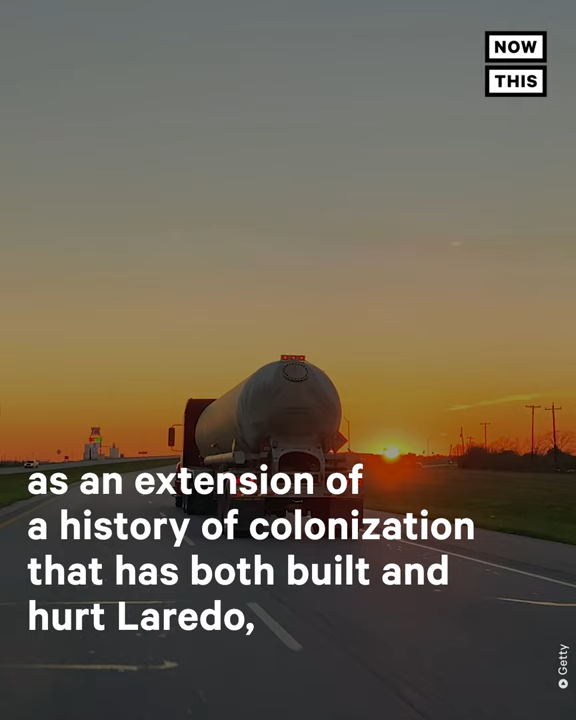 NOW
THIS
as an extension of
a history of colonization
that has both built and
hurt Laredo,
Getty